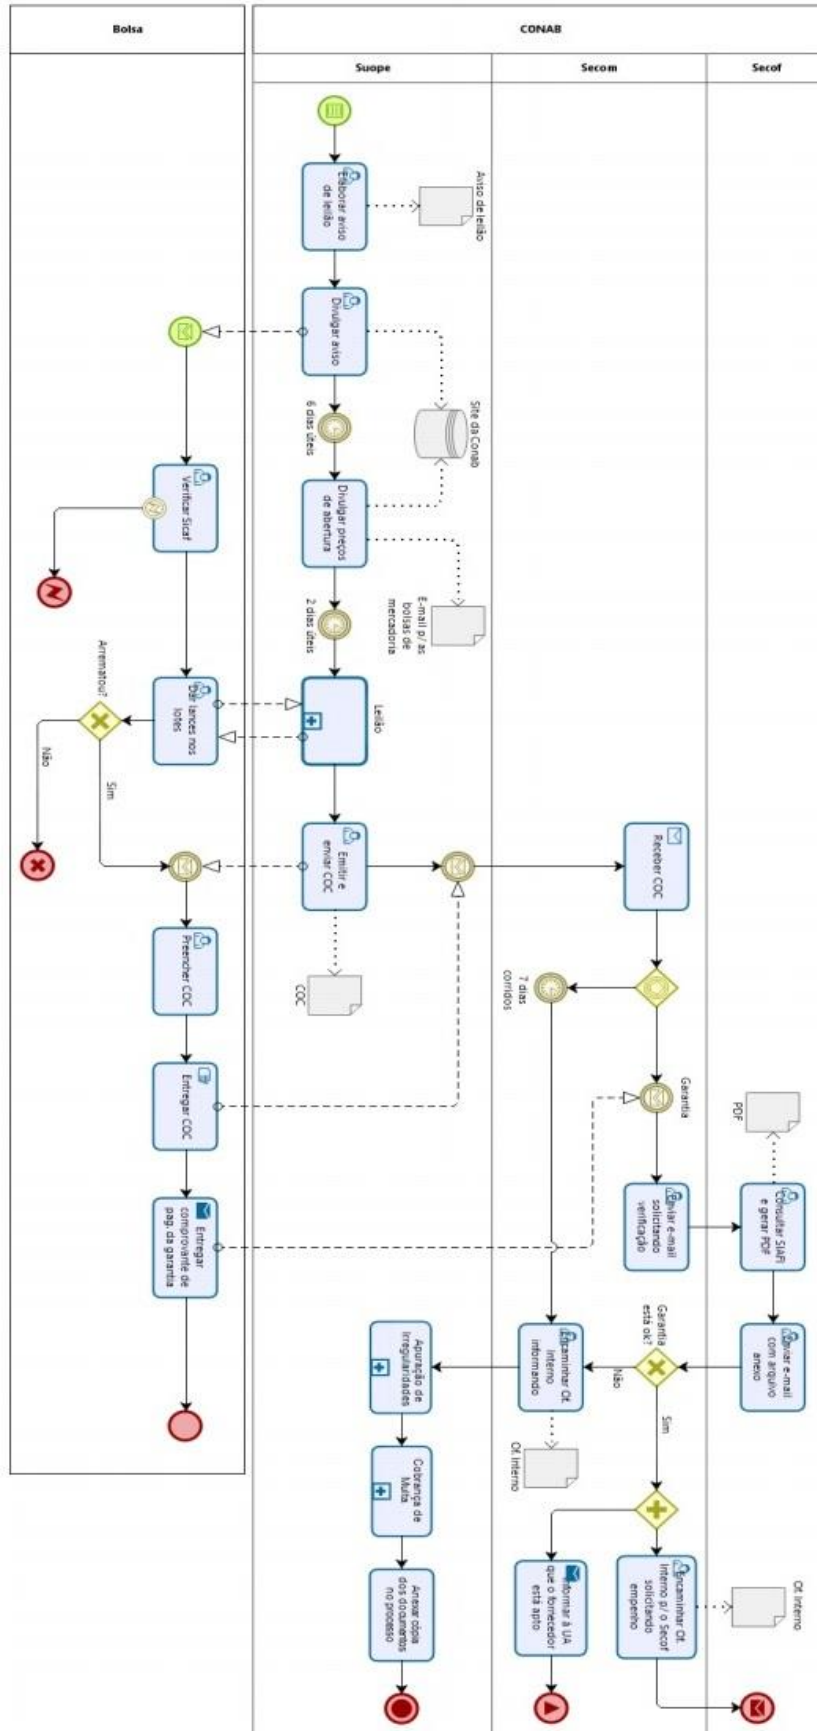 Bolsa
CONAB
Suope
Secom
Secof
Elaborar aviso
de leilão
Aviso de leilão
Divulgar aviso
Site da Conab
6 dias úteis
Divulgar preços
de abertura
E-mail p/ as
bolsas de
mercadoria
2 dias úteis
Leilão
Verificar Sicaf
Dar lances nos
lotes
Arrematou?
Não
Sim
Emitir e
enviar COC
COC
Receber COC
7 dias
corridos
Preencher COC
Entregar COC
Entregar
comprovante de
pag. da garantia
Garantia
Enviar e-mail
solicitando
verificação
PDF
Consultar SIAFI
e gerar PDF
Enviar e-mail
com arquivo
anexo
Garantia
está ok?
Não
Sim
Encaminhar Of.
Interno
informando
Of. Interno
Apuração de
irregularidades
Cobrança de
Multa
Anexar cópia
dos documentos
no processo
Informar à UA
que o fornecedor
está apto
Encaminhar Of.
Interno p/ o Secof
solicitando
empenho
Of. Interno